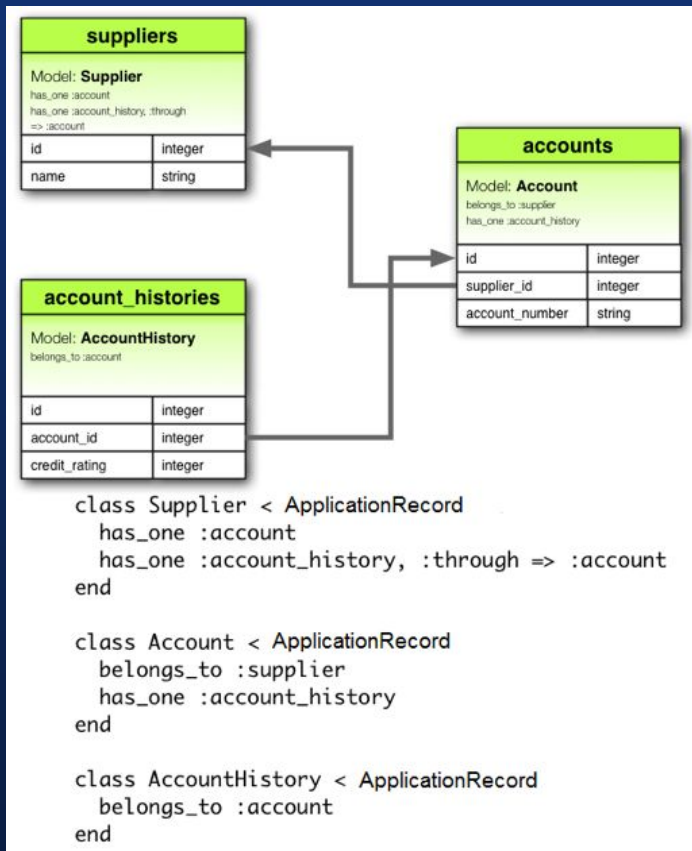 suppliers
Model: Supplier
has_one :account
has_one :account_history, :through
=> :account
id integer
name string
accounts
Model: Account
belongs_to :supplier
has_one :account_history
id integer
supplier_id integer
account_number string
account_histories
Model: AccountHistory
belongs_to :account
id integer
account_id integer
credit_rating integer
class Supplier < ApplicationRecord
  has_one :account
  has_one :account_history, :through => :account
end
class Account < ApplicationRecord
  belongs_to :supplier
  has_one :account_history
end
class AccountHistory < ApplicationRecord
  belongs_to :account
end